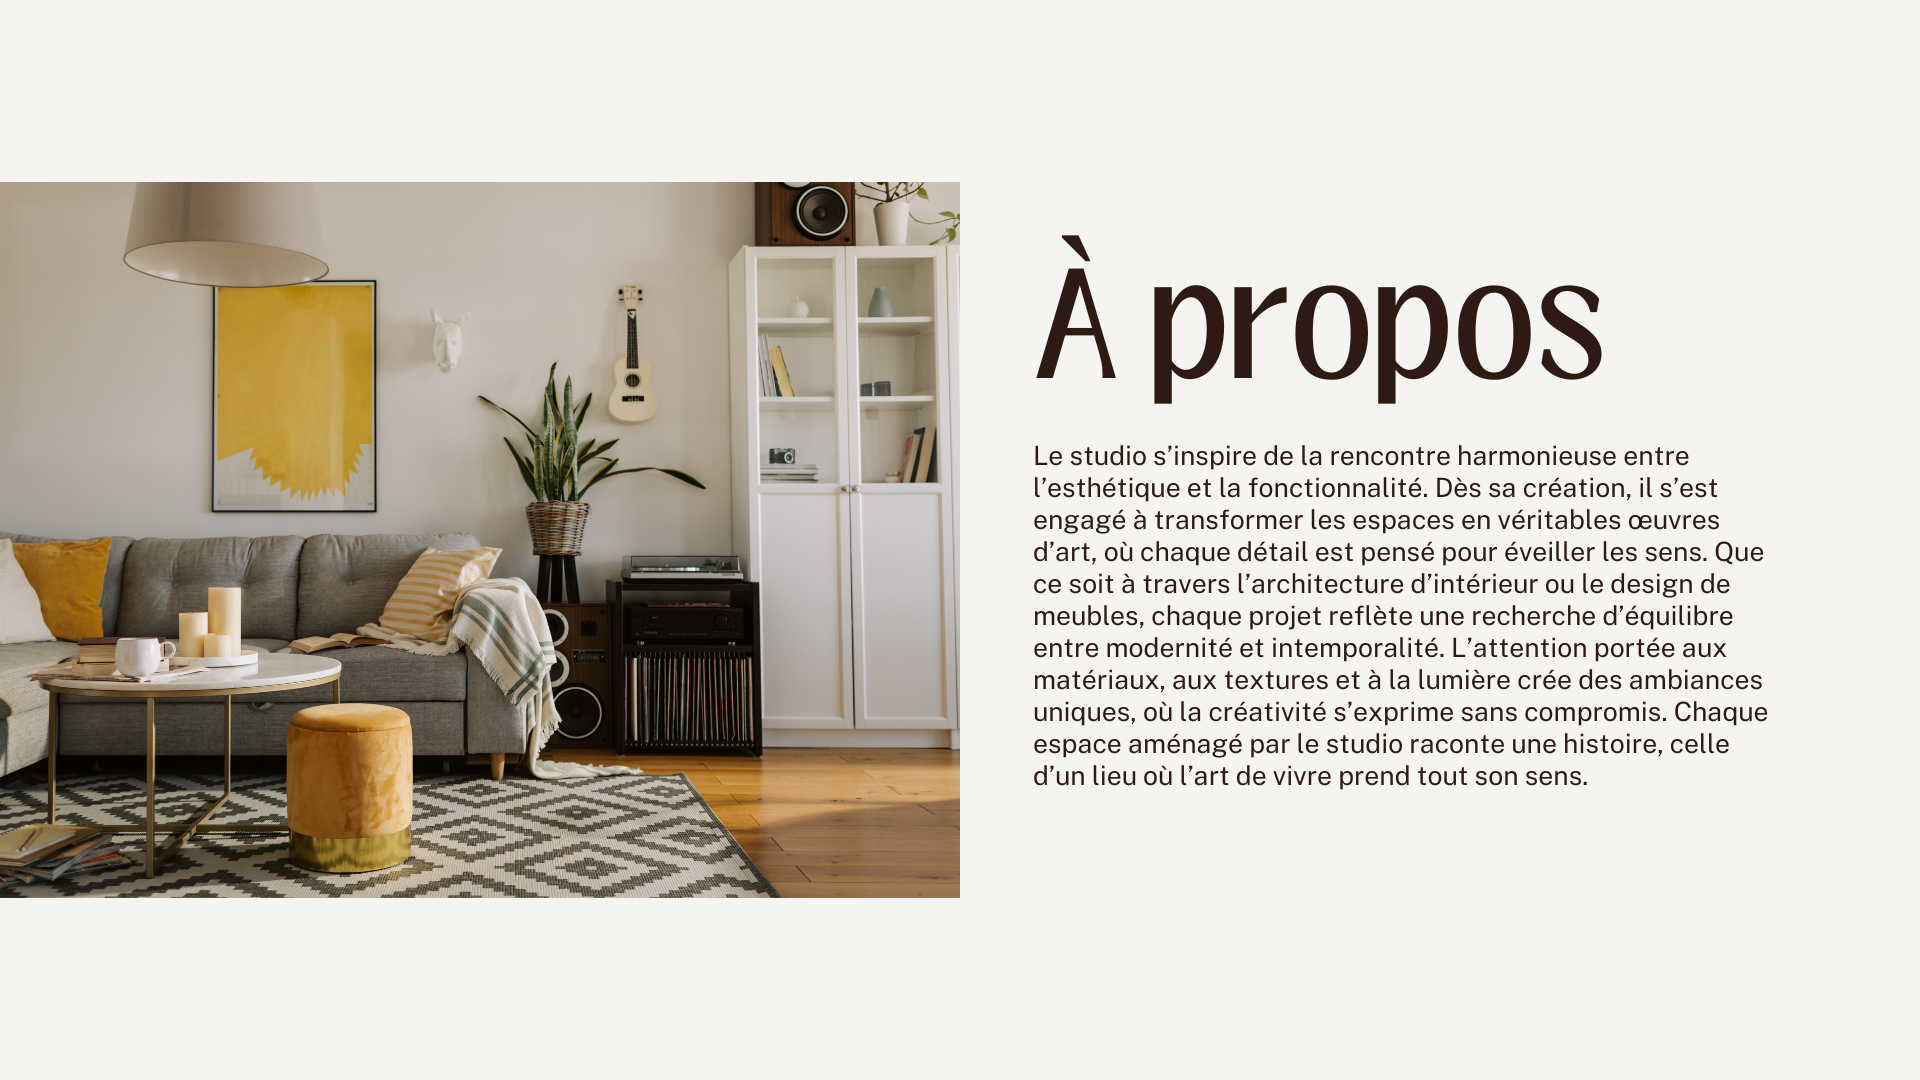 À propos
Le studio s’inspire de la rencontre harmonieuse entre
l’esthétique et la fonctionnalité. Dès sa création, il s’est
engagé à transformer les espaces en véritables œuvres
d’art, où chaque détail est pensé pour éveiller les sens. Que
ce soit à travers l’architecture d’intérieur ou le design de
meubles, chaque projet reflète une recherche d’équilibre
entre modernité et intemporalité. L’attention portée aux
matériaux, aux textures et à la lumière crée des ambiances
uniques, où la créativité s’exprime sans compromis. Chaque
espace aménagé par le studio raconte une histoire, celle
d’un lieu où l’art de vivre prend tout son sens.